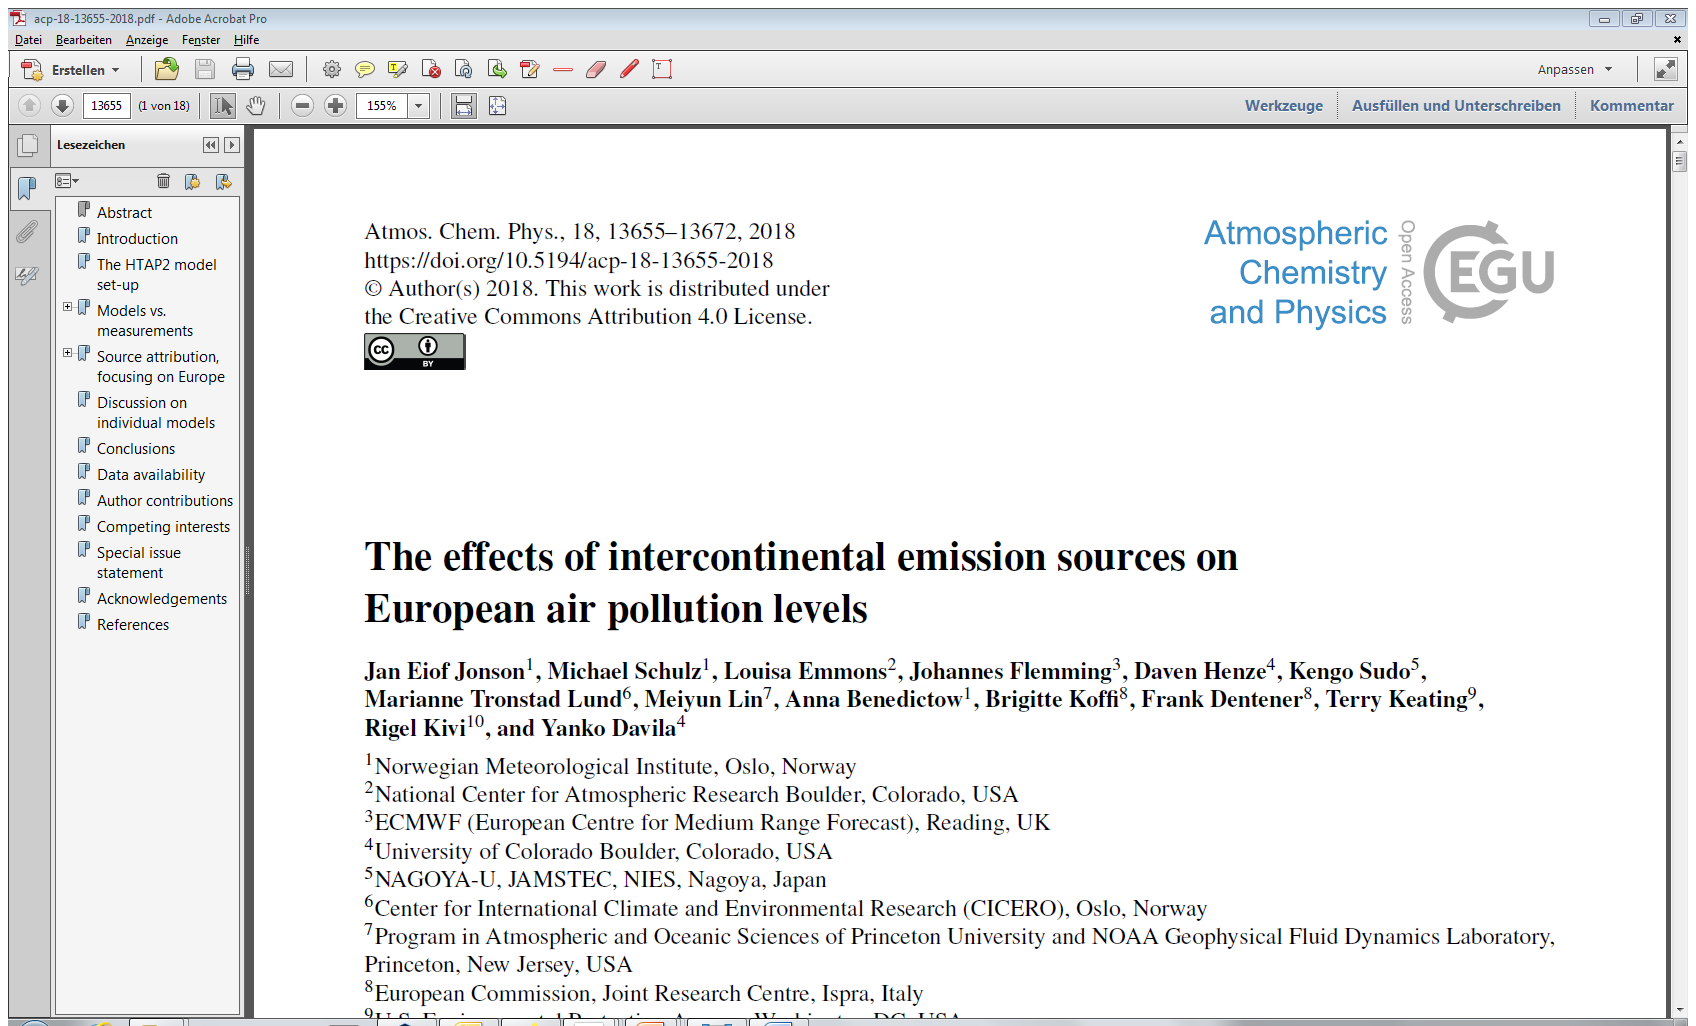 acp-18-13655-2018.pdf - Adobe Acrobat Pro
Datei Bearbeiten Anzeige Fenster Hilfe
Erstellen
Anpassen
13655 (1 von 18) 155%
Werkzeuge Ausfüllen und Unterschreiben Kommentar
Lesezeichen
Abstract
Introduction
The HTAP2 model
set-up
Models vs.
measurements
Source attribution,
focusing on Europe
Discussion on
individual models
Conclusions
Data availability
Author contributions
Competing interests
Special issue
statement
Acknowledgements
References
Atmos. Chem. Phys., 18, 13655–13672, 2018
https://doi.org/10.5194/acp-18-13655-2018
© Author(s) 2018. This work is distributed under
the Creative Commons Attribution 4.0 License.
cc BY
Atmospheric
Chemistry
and Physics
Open Access
EGU
The effects of intercontinental emission sources on
European air pollution levels
Jan Eiof Jonson1, Michael Schulz1, Louisa Emmons2, Johannes Flemming3, Daven Henze4, Kengo Sudo5,
Marianne Tronstad Lund6, Meiyun Lin7, Anna Benedictow1, Brigitte Koffi8, Frank Dentener8, Terry Keating9,
Rigel Kivi10, and Yanko Davila4
1Norwegian Meteorological Institute, Oslo, Norway
2National Center for Atmospheric Research Boulder, Colorado, USA
3ECMWF (European Centre for Medium Range Forecast), Reading, UK
4University of Colorado Boulder, Colorado, USA
5NAGOYA-U, JAMSTEC, NIES, Nagoya, Japan
6Center for International Climate and Environmental Research (CICERO), Oslo, Norway
7Program in Atmospheric and Oceanic Sciences of Princeton University and NOAA Geophysical Fluid Dynamics Laboratory,
Princeton, New Jersey, USA
8European Commission, Joint Research Centre, Ispra, Italy